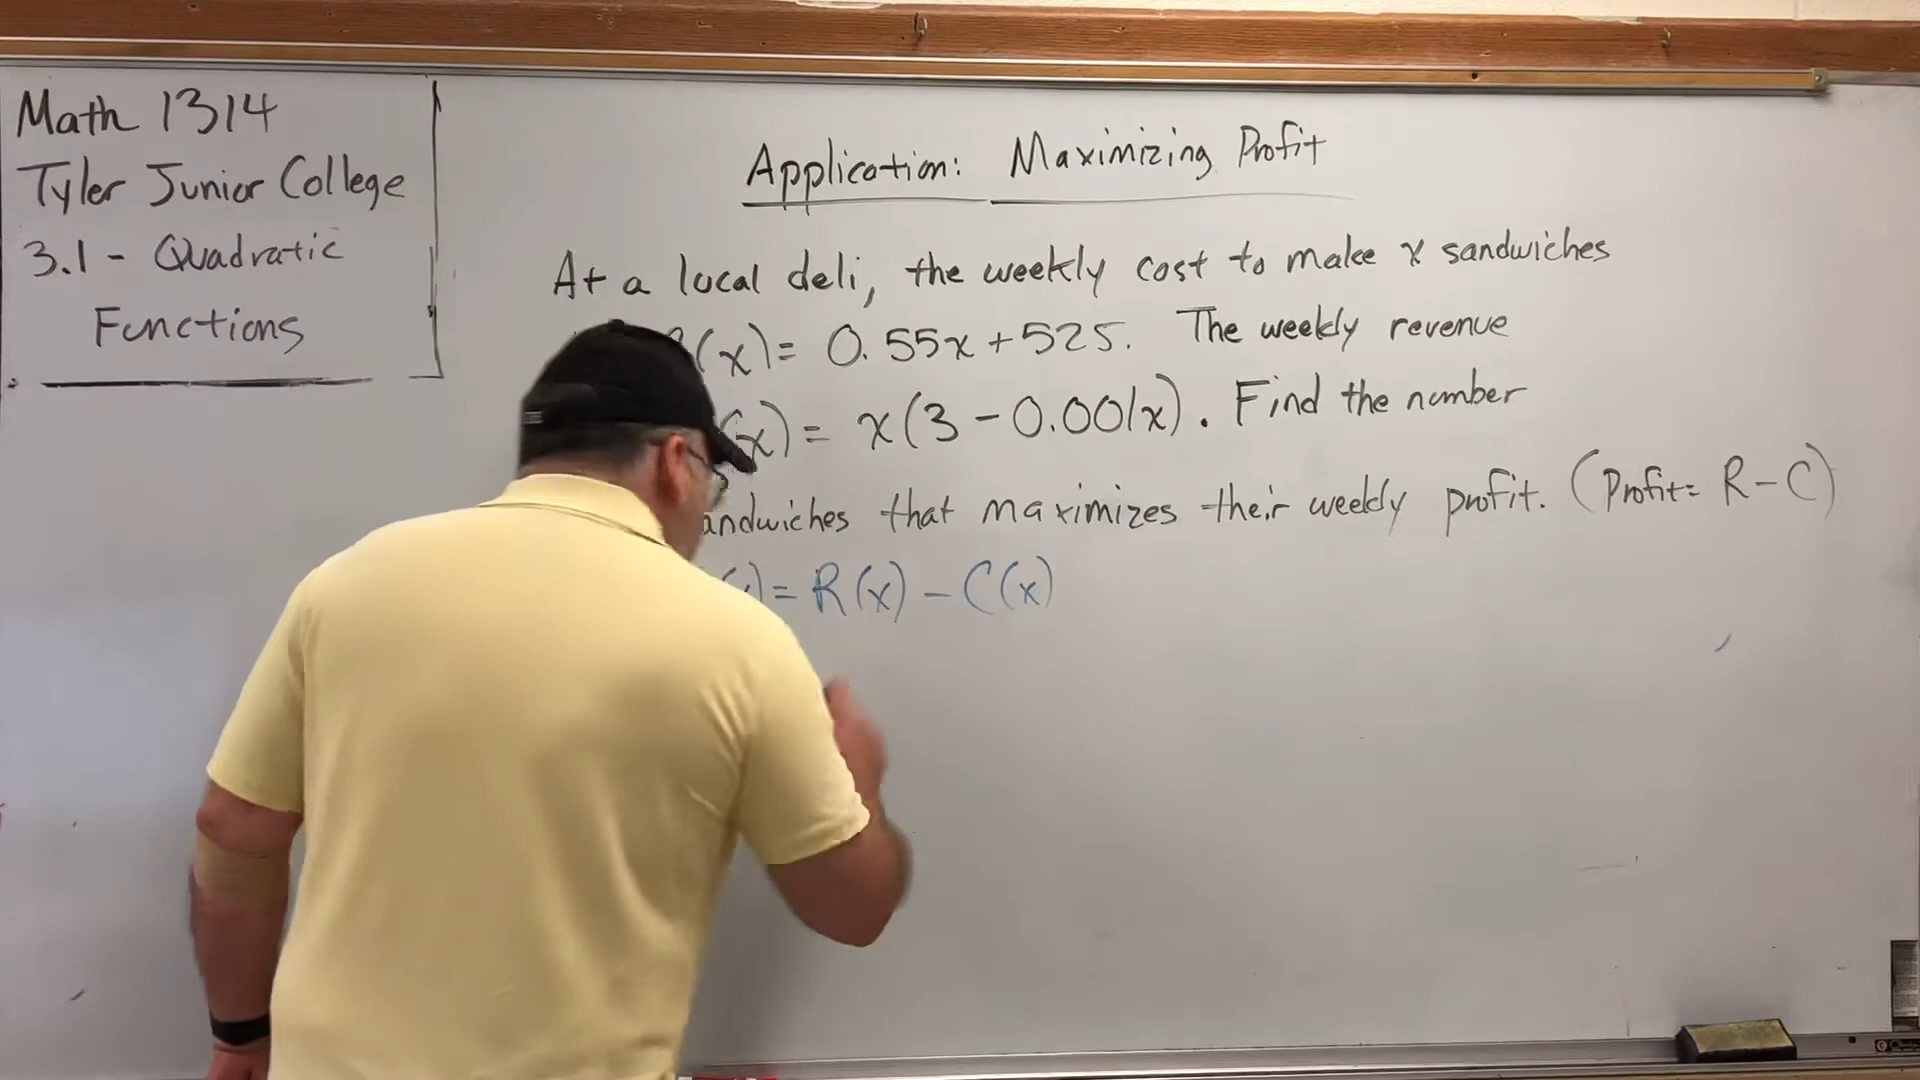 Math 1314
Tyler Junior College
3.1 - Quadratic
Functions
Application: Maximizing Profit
At a local deli, the weekly cost to make x sandwiches
(x) = 0.55x + 525. The weekly revenue
(x) = x(3 - 0.001x). Find the number
andwiches that maximizes their weekly profit. (Profit = R - C)
) = R(x) - C(x)